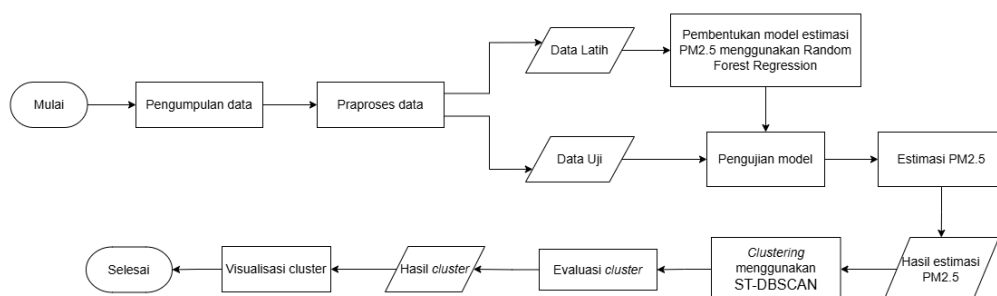 Mulai
Pengumpulan data
Praproses data
Data Latih
Pembentukan model estimasi
PM2.5 menggunakan Random
Forest Regression
Data Uji
Pengujian model
Estimasi PM2.5
Hasil estimasi
PM2.5
Clustering
menggunakan
ST-DBSCAN
Evaluasi cluster
Hasil cluster
Visualisasi cluster
Selesai